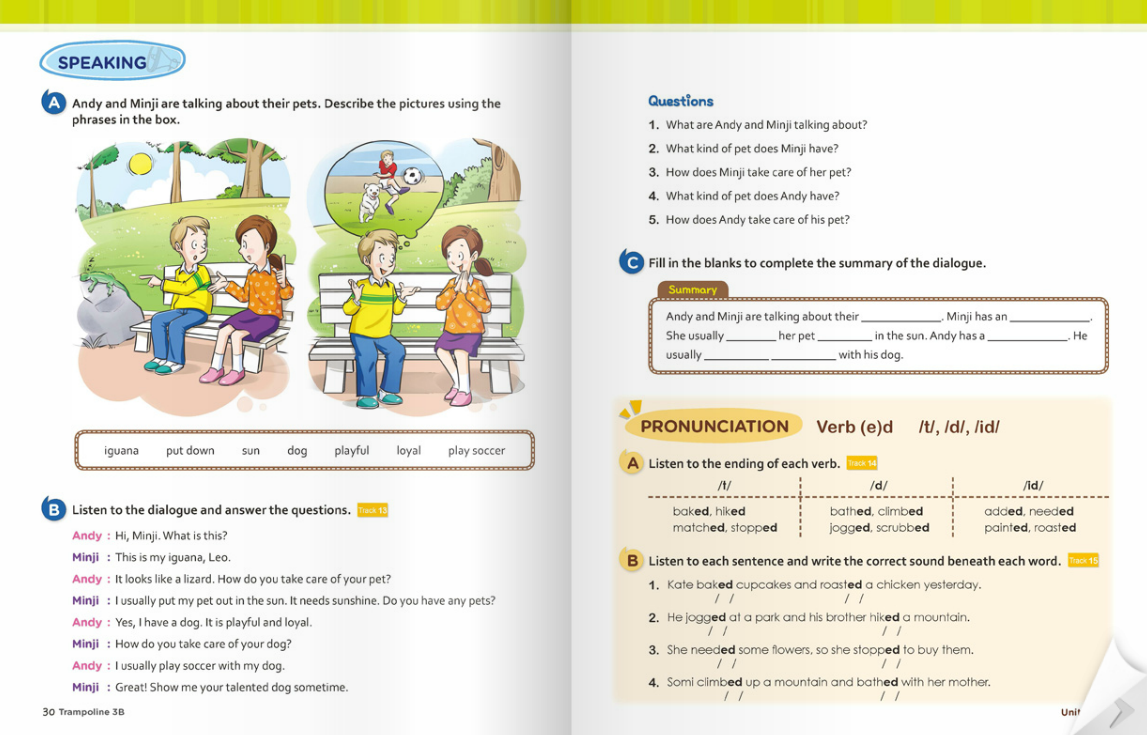 SPEAKING
A Andy and Minji are talking about their pets. Describe the pictures using the
phrases in the box.
iguana put down sun dog playful loyal play soccer
B Listen to the dialogue and answer the questions. Track 13
Andy : Hi, Minji. What is this?
Minji : This is my iguana, Leo.
Andy : It looks like a lizard. How do you take care of your pet?
Minji : I usually put my pet out in the sun. It needs sunshine. Do you have any pets?
Andy : Yes, I have a dog. It is playful and loyal.
Minji : How do you take care of your dog?
Andy : I usually play soccer with my dog.
Minji : Great! Show me your talented dog sometime.
30 Trampoline 3B
Questions
1. What are Andy and Minji talking about?
2. What kind of pet does Minji have?
3. How does Minji take care of her pet?
4. What kind of pet does Andy have?
5. How does Andy take care of his pet?
C Fill in the blanks to complete the summary of the dialogue.
Summary
Andy and Minji are talking about their ____________. Minji has an ____________.
She usually ________ her pet ________ in the sun. Andy has a ____________. He
usually __________ __________ with his dog.
PRONUNCIATION Verb (e)d /t/, /d/, /id/
A Listen to the ending of each verb. Track 14
/t/ /d/ /id/
baked, hiked bathed, climbed added, needed
matched, stopped jogged, scrubbed painted, roasted
B Listen to each sentence and write the correct sound beneath each word. Track 15
1. Kate baked cupcakes and roasted a chicken yesterday.
/ / / /
2. He jogged at a park and his brother hiked a mountain.
/ / / /
3. She needed some flowers, so she stopped to buy them.
/ / / /
4. Somi climbed up a mountain and bathed with her mother.
/ / / /
Unit